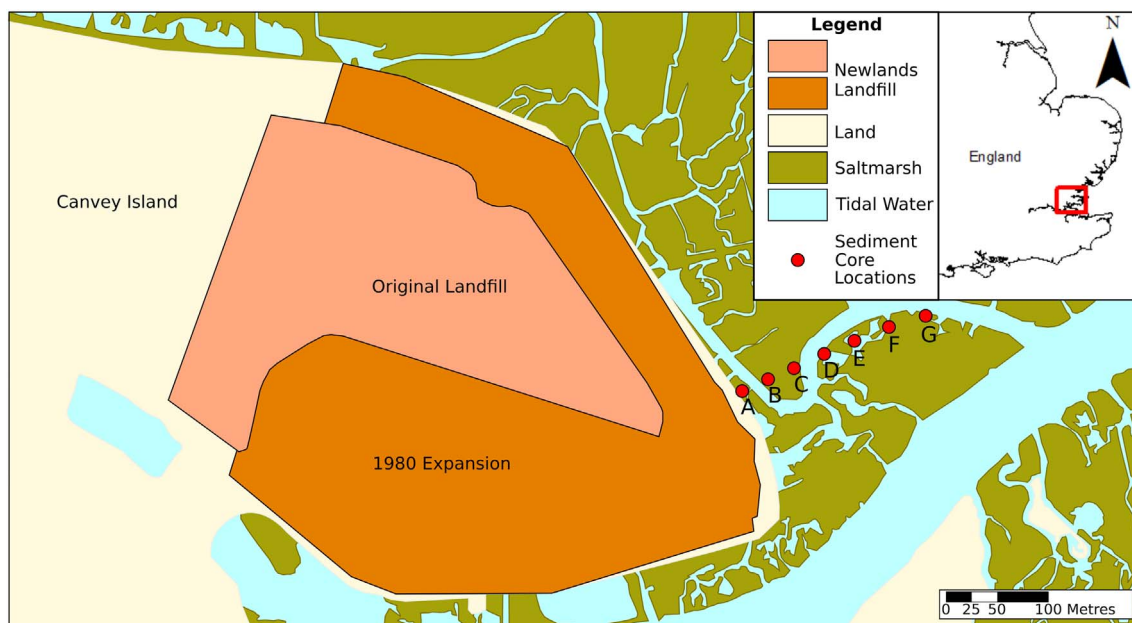 Legend
Newlands
Landfill
Land
Saltmarsh
Tidal Water
Sediment
Core
Locations
N
England
Canvey Island
Original Landfill
1980 Expansion
A
B
C
D
E
F
G
0 25 50 100 Metres